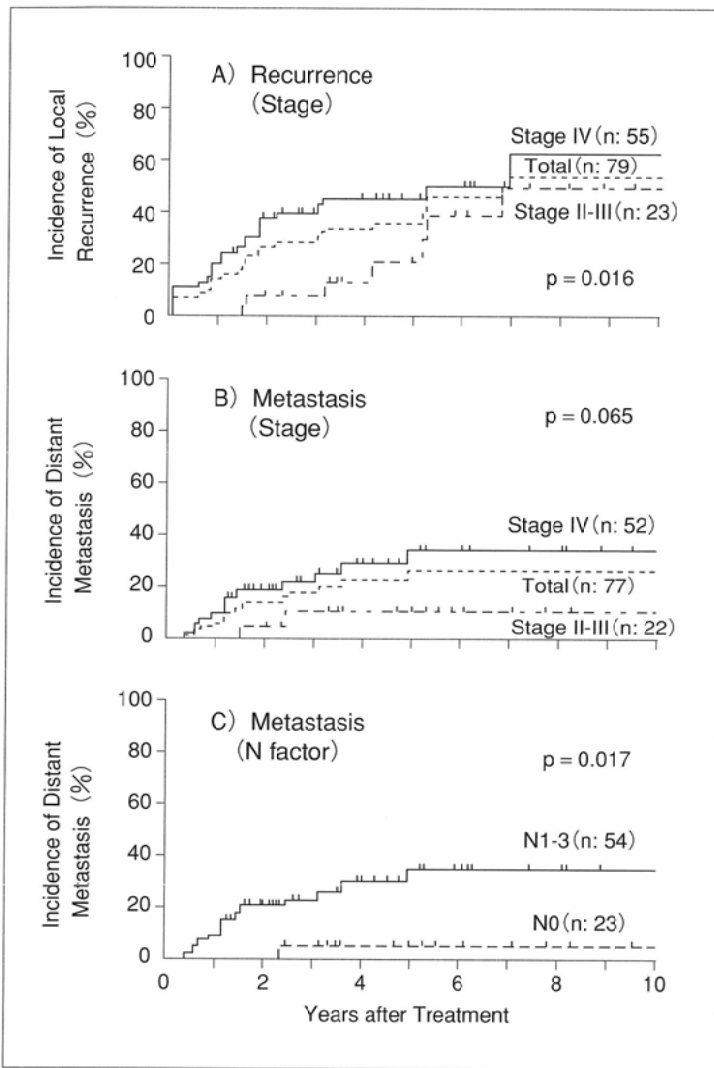 A) Recurrence
(Stage)
Incidence of Local
Recurrence (%)
100
80
60
40
20
0
Stage IV (n: 55)
Total (n: 79)
Stage II-III (n: 23)
p = 0.016
B) Metastasis
(Stage)
Incidence of Distant
Metastasis (%)
100
80
60
40
20
0
p = 0.065
Stage IV (n: 52)
Total (n: 77)
Stage II-III (n: 22)
C) Metastasis
(N factor)
Incidence of Distant
Metastasis (%)
100
80
60
40
20
0
p = 0.017
N1-3 (n: 54)
N0 (n: 23)
0 2 4 6 8 10
Years after Treatment